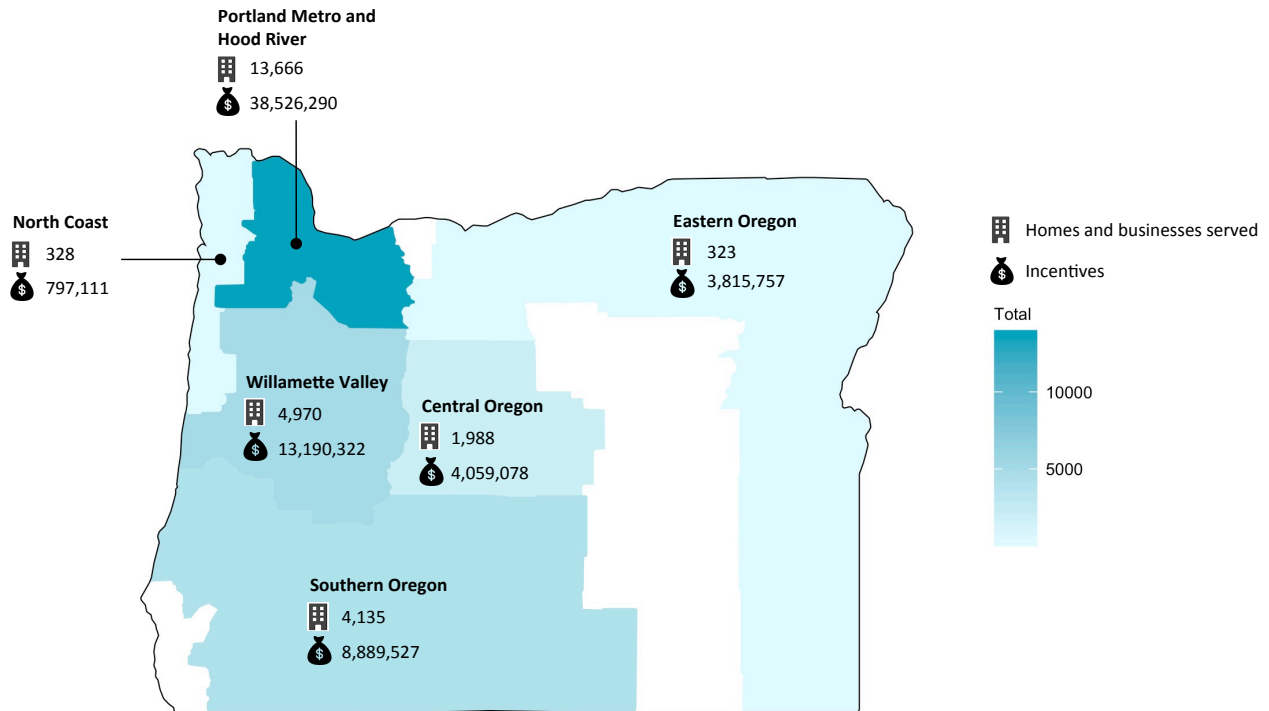 Portland Metro and
Hood River
13,666
$ 38,526,290
North Coast
328
$ 797,111
Eastern Oregon
323
$ 3,815,757
Homes and businesses served
$ Incentives
Total
10000
5000
Willamette Valley
4,970
$ 13,190,322
Central Oregon
1,988
$ 4,059,078
Southern Oregon
4,135
$ 8,889,527